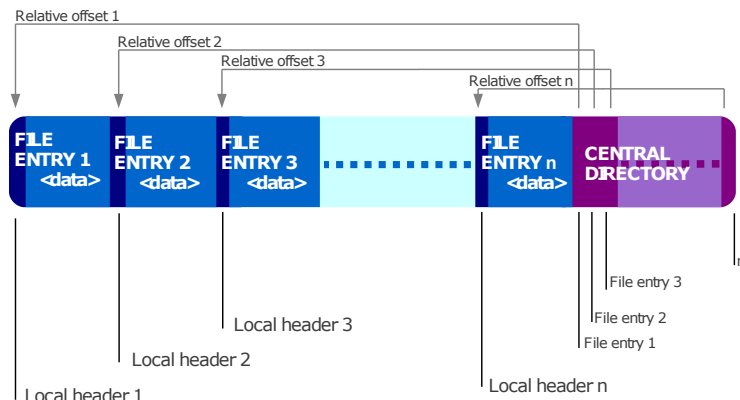 Relative offset 1
Relative offset 2
Relative offset 3
Relative offset n
FILE
ENTRY 1
<data>
FILE
ENTRY 2
<data>
FILE
ENTRY 3
<data>
FILE
ENTRY n
<data>
CENTRAL
DIRECTORY
File entry 3
File entry 2
File entry 1
Local header 3
Local header 2
Local header n
Local header 1